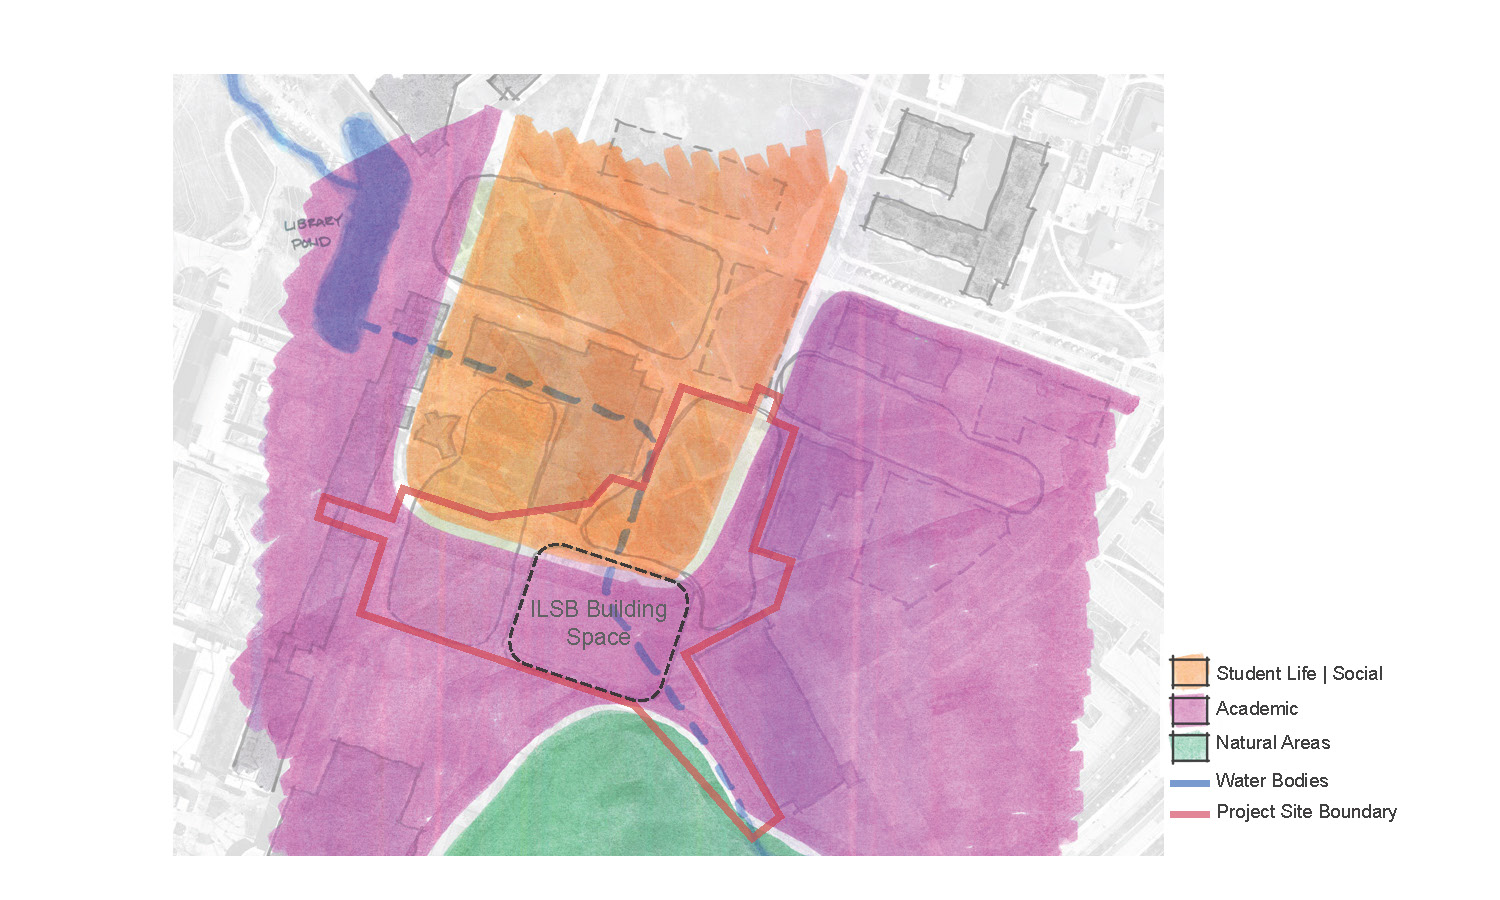 LIBRARY
POND
ILSB Building
Space
Student Life | Social
Academic
Natural Areas
Water Bodies
Project Site Boundary